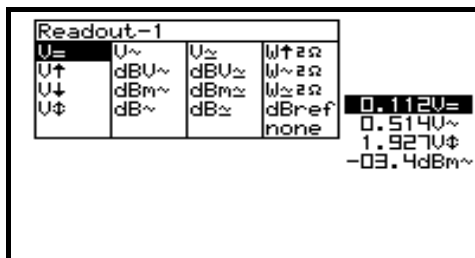 Readout-1
V= V~ V≃ W↑2Ω
V↑ dBV~ dBV≃ W~2Ω
V↓ dBm~ dBm≃ W≃2Ω
V⇕ dB~ dB≃ dBref
none
0.112V=
0.514V~
1.927V⇕
-03.4dBm~